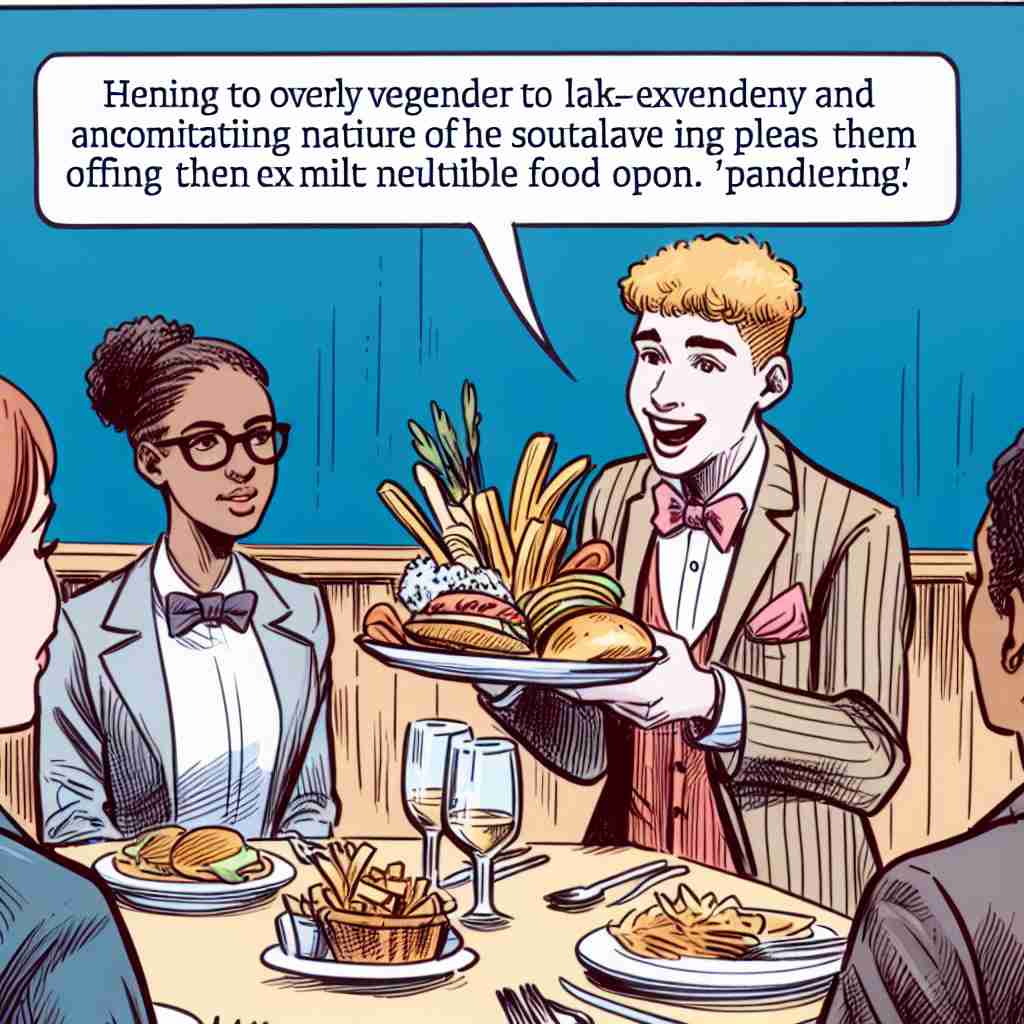 Hening to overly vegender to lak-exvendeny and
ancomitatiing natiure of he soutalave ing pleas them
offing then ex milt neultiible food opon. 'pandiering!'